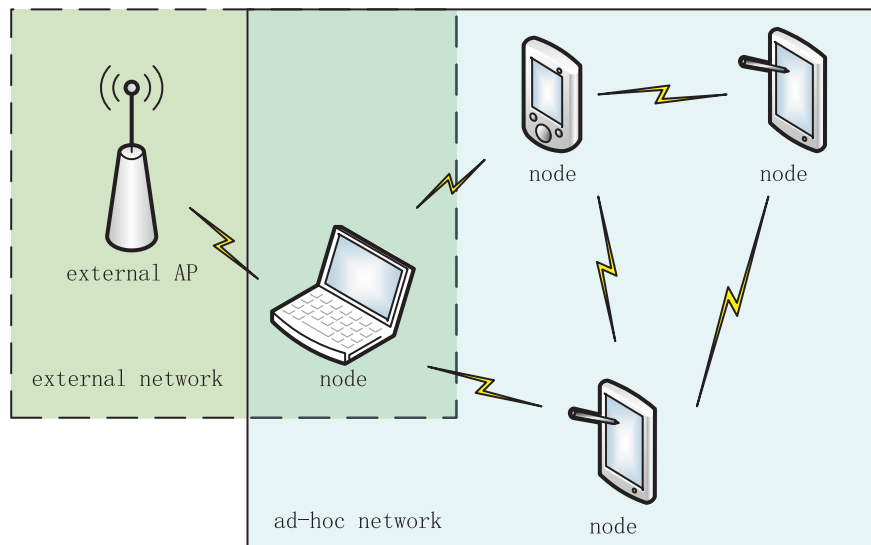 node
node
external AP
external network
node
ad-hoc network
node